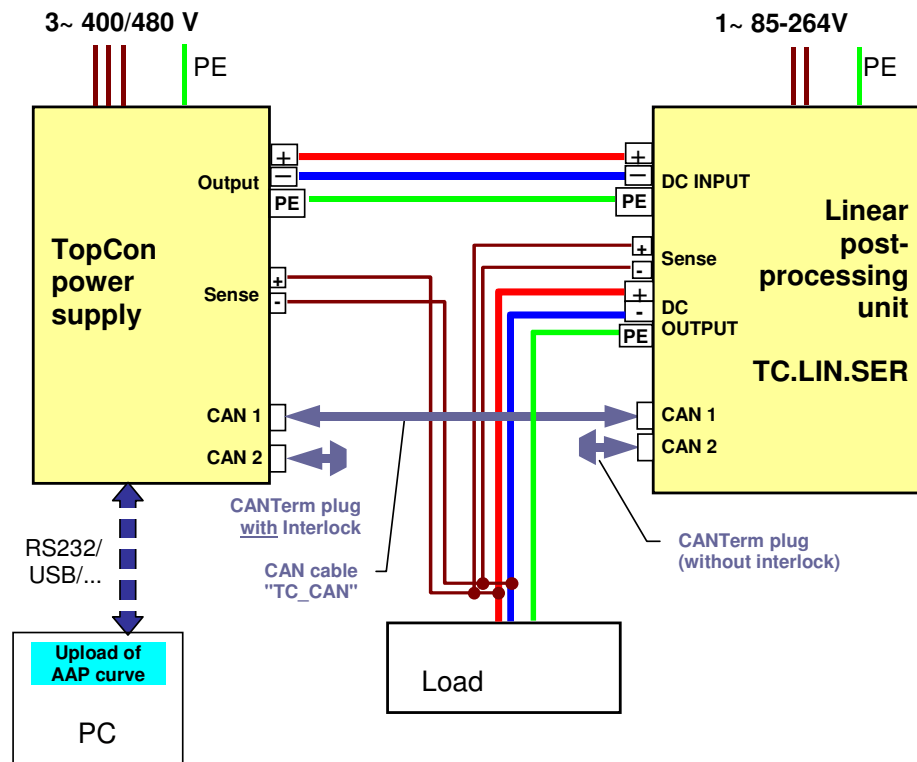 3~ 400/480 V
PE
1~ 85-264V
PE
TopCon
power
supply
Output
+
–
PE
Sense
+
-
CAN 1
CAN 2
+
–
PE
DC INPUT
+
-
Sense
+
-
PE
DC
OUTPUT
Linear
post-
processing
unit
TC.LIN.SER
CAN 1
CAN 2
CANTerm plug
with Interlock
CAN cable
"TC_CAN"
CANTerm plug
(without interlock)
RS232/
USB/...
Upload of
AAP curve
PC
Load